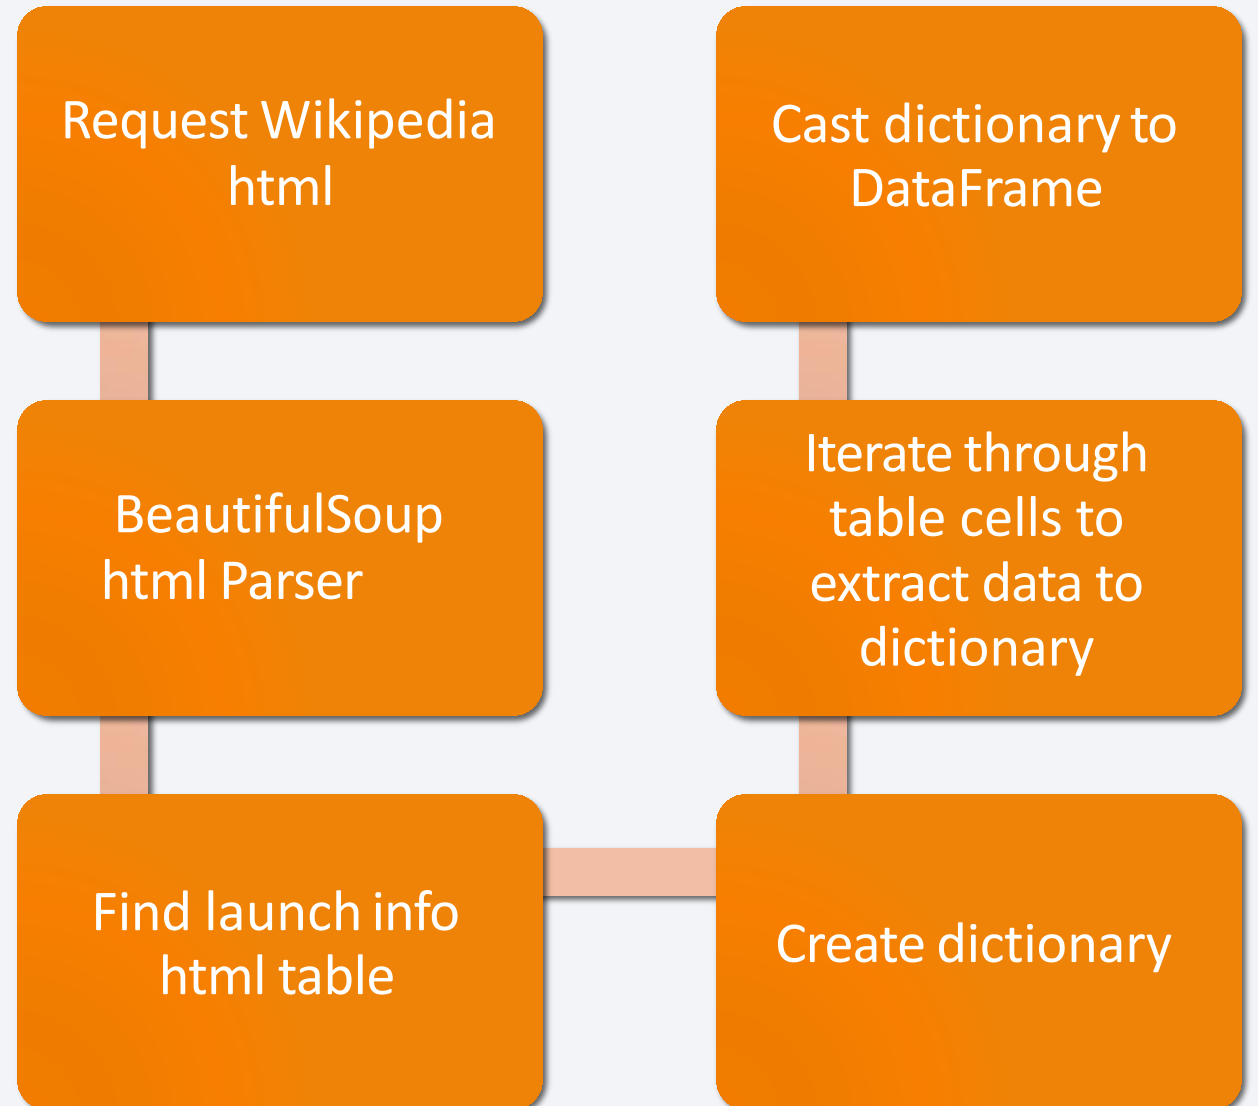 Request Wikipedia
html
BeautifulSoup
html Parser
Find launch info
html table
Create dictionary
Iterate through
table cells to
extract data to
dictionary
Cast dictionary to
DataFrame